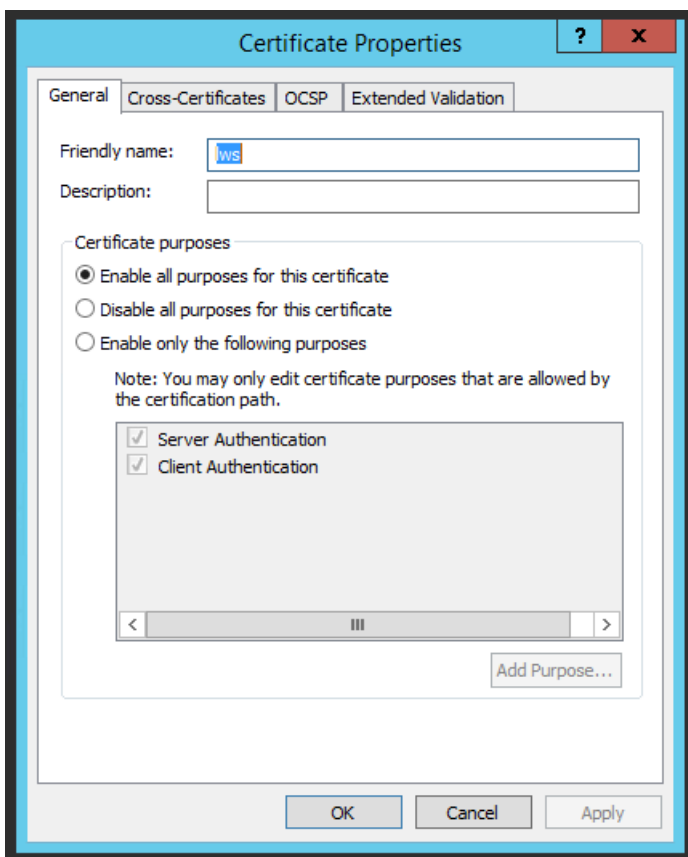 Certificate Properties
?
x
General
Cross-Certificates
OCSP
Extended Validation
Friendly name:
lws
Description:
Certificate purposes
Enable all purposes for this certificate
Disable all purposes for this certificate
Enable only the following purposes
Note: You may only edit certificate purposes that are allowed by
the certification path.
Server Authentication
Client Authentication
Add Purpose...
OK
Cancel
Apply